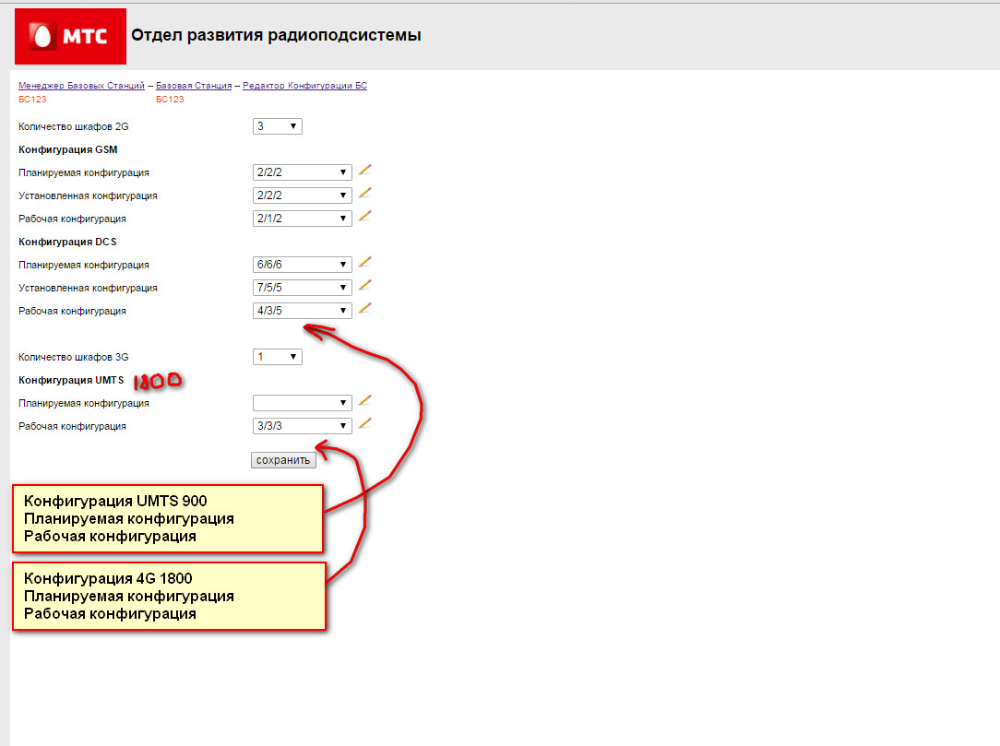 МТС Отдел развития радиоподсистемы
Менеджер Базовых Станций -- Базовая Станция -- Редактор Конфигурации БС
БС123 БС123
Количество шкафов 2G 3
Конфигурация GSM
Планируемая конфигурация 2/2/2
Установленная конфигурация 2/2/2
Рабочая конфигурация 2/1/2
Конфигурация DCS
Планируемая конфигурация 6/6/6
Установленная конфигурация 7/5/5
Рабочая конфигурация 4/3/5
Количество шкафов 3G 1
Конфигурация UMTS 1800
Планируемая конфигурация
Рабочая конфигурация 3/3/3
сохранить
Конфигурация UMTS 900
Планируемая конфигурация
Рабочая конфигурация
Конфигурация 4G 1800
Планируемая конфигурация
Рабочая конфигурация